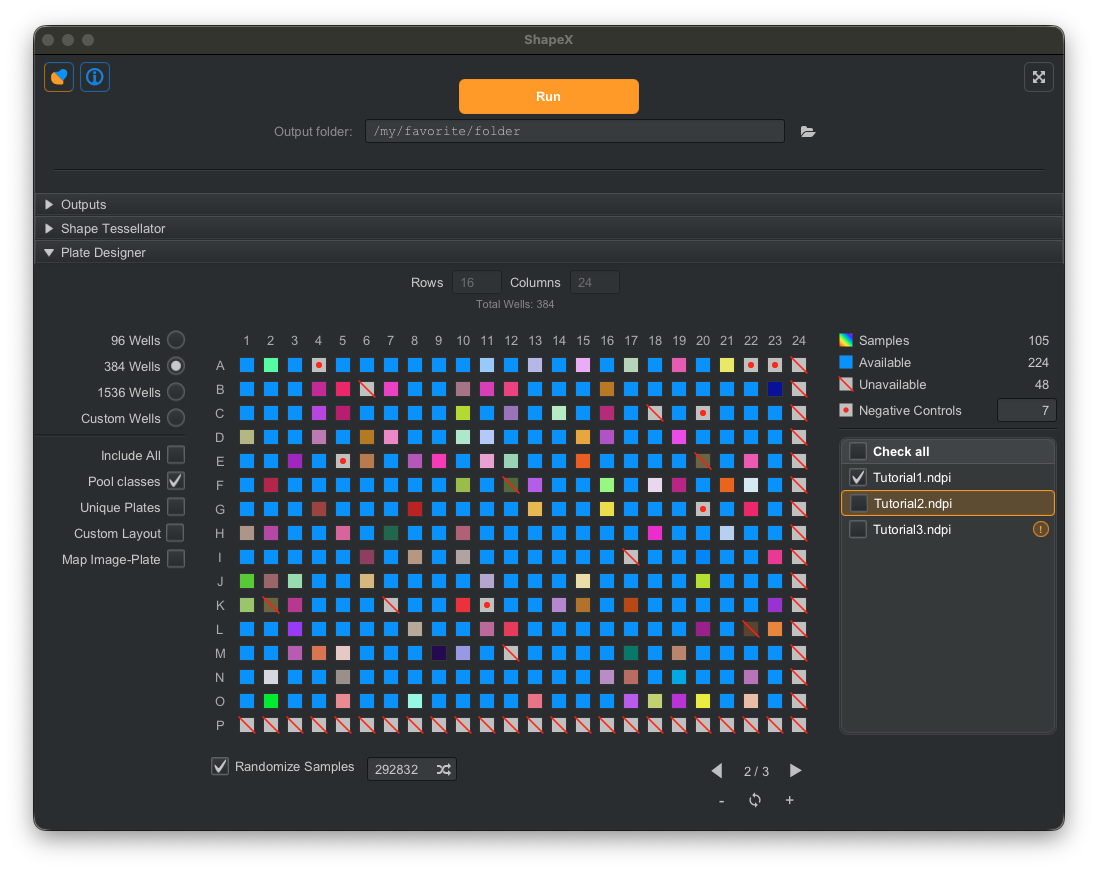 ShapeX
Run
Output folder: /my/favorite/folder
Outputs
Shape Tessellator
Plate Designer
Rows 16 Columns 24
Total Wells: 384
96 Wells
384 Wells
1536 Wells
Custom Wells
Include All
Pool classes
Unique Plates
Custom Layout
Map Image-Plate
1 2 3 4 5 6 7 8 9 10 11 12 13 14 15 16 17 18 19 20 21 22 23 24
A
B
C
D
E
F
G
H
I
J
K
L
M
N
O
P
Samples 105
Available 224
Unavailable 48
Negative Controls 7
Check all
Tutorial1.ndpi
Tutorial2.ndpi
Tutorial3.ndpi !
Randomize Samples 292832
2 / 3
- +